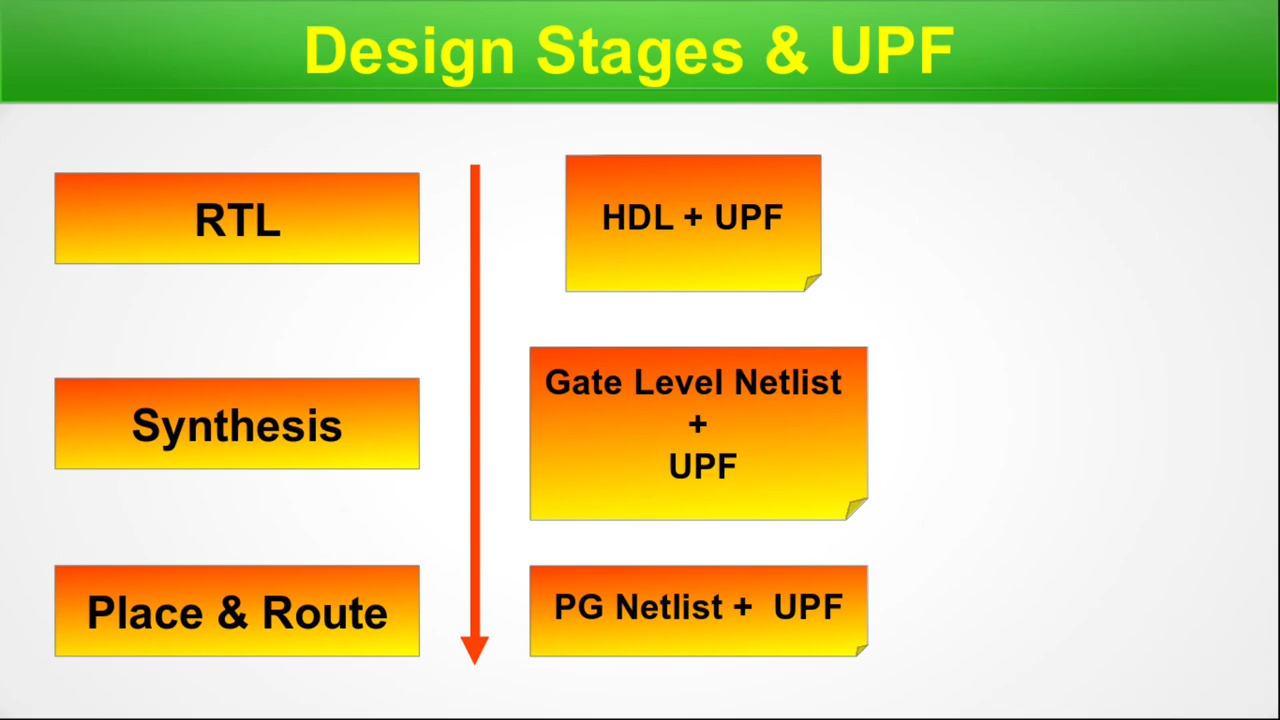 Design Stages & UPF
RTL
HDL + UPF
Synthesis
Gate Level Netlist
+
UPF
Place & Route
PG Netlist + UPF